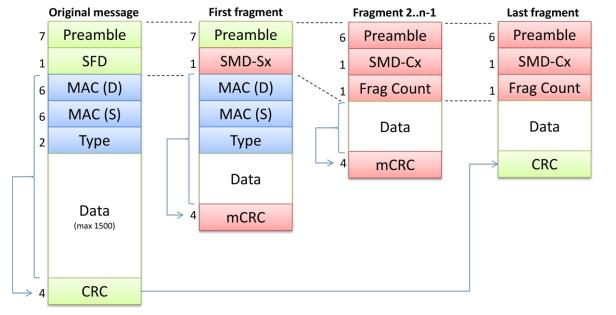 Original message
7 Preamble
1 SFD
6 MAC (D)
6 MAC (S)
2 Type
Data
(max 1500)
4 CRC
First fragment
7 Preamble
1 SMD-Sx
MAC (D)
MAC (S)
Type
Data
4 mCRC
Fragment 2..n-1
6 Preamble
1 SMD-Cx
1 Frag Count
Data
4 mCRC
Last fragment
6 Preamble
1 SMD-Cx
1 Frag Count
Data
CRC